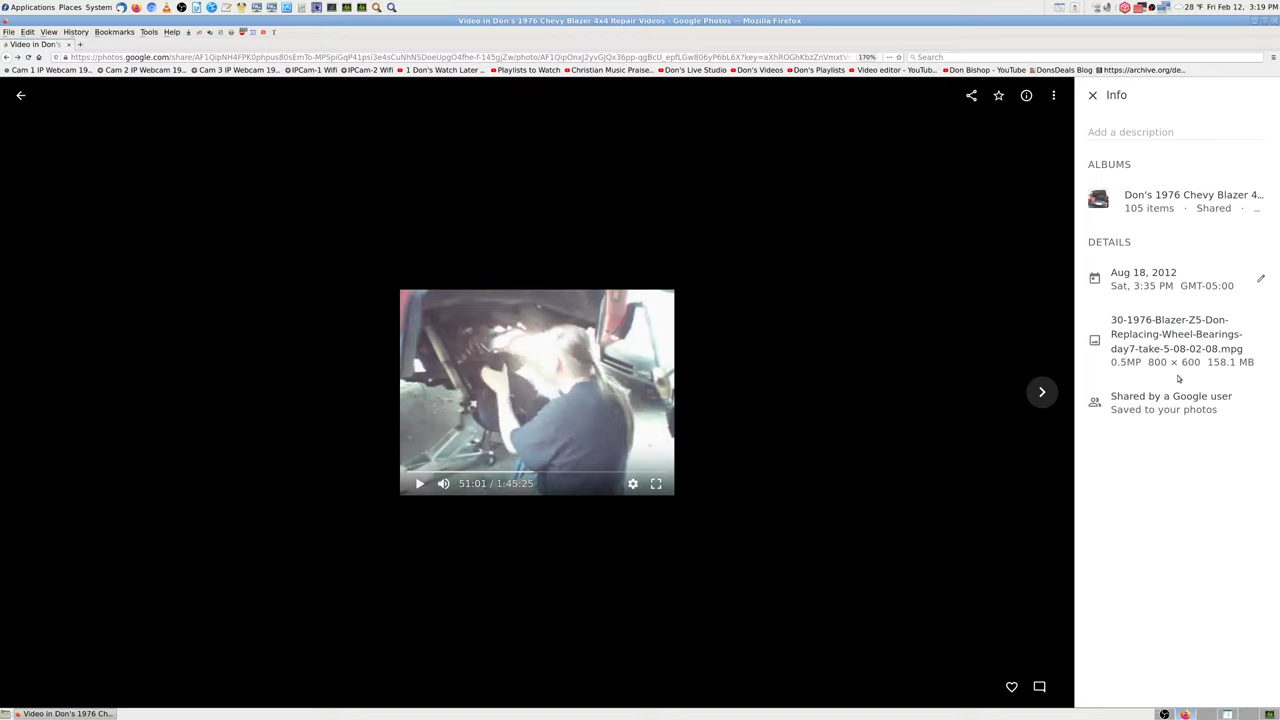 Applications Places System
28 °F Fri Feb 12, 3:19 PM
Video in Don's 1976 Chevy Blazer 4x4 Repair Videos - Google Photos — Mozilla Firefox
File Edit View History Bookmarks Tools Help
Video in Don's × +
170% ··· Search
Cam 1 IP Webcam 19... Cam 2 IP Webcam 19... Cam 3 IP Webcam 19... IPCam-1 Wifi IPCam-2 Wifi 1 Don's Watch Later ... Playlists to Watch Christian Music Praise... Don's Live Studio Don's Videos Don's Playlists Video editor - YouTub... Don Bishop - YouTube DonsDeals Blog https://archive.org/de...
Info
Add a description
ALBUMS
Don's 1976 Chevy Blazer 4...
105 items · Shared · ...
DETAILS
Aug 18, 2012
Sat, 3:35 PM GMT-05:00
30-1976-Blazer-Z5-Don-
Replacing-Wheel-Bearings-
day7-take-5-08-02-08.mpg
0.5MP 800 × 600 158.1 MB
Shared by a Google user
Saved to your photos
51:01 / 1:45:25
Video in Don's 1976 Ch...